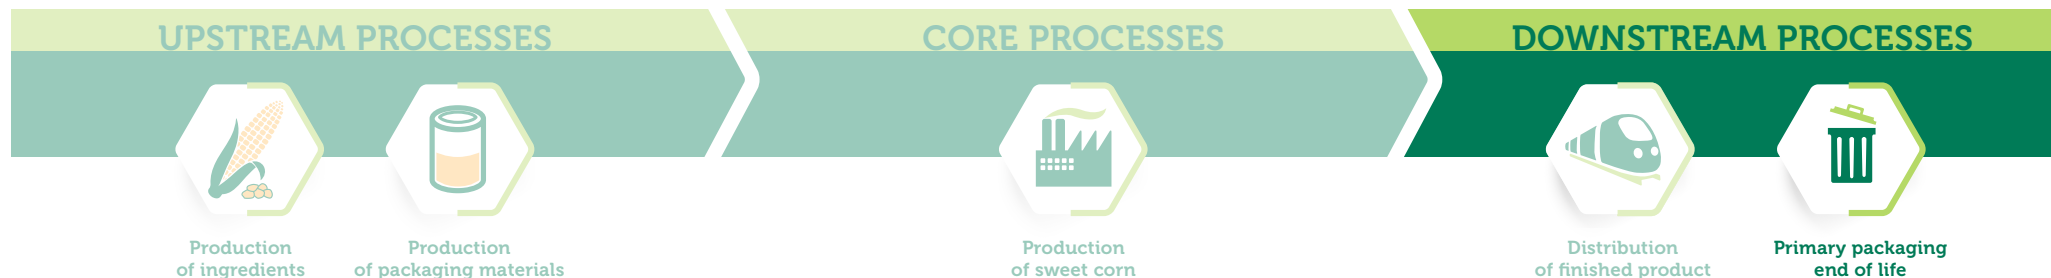 UPSTREAM PROCESSES
CORE PROCESSES
DOWNSTREAM PROCESSES
Production
of ingredients
Production
of packaging materials
Production
of sweet corn
Distribution
of finished product
Primary packaging
end of life